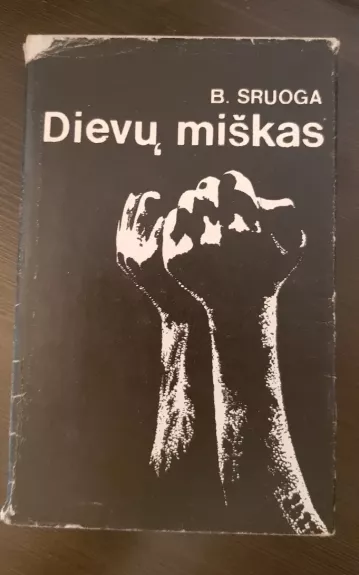 B. SRUOGA
Dievų miškas